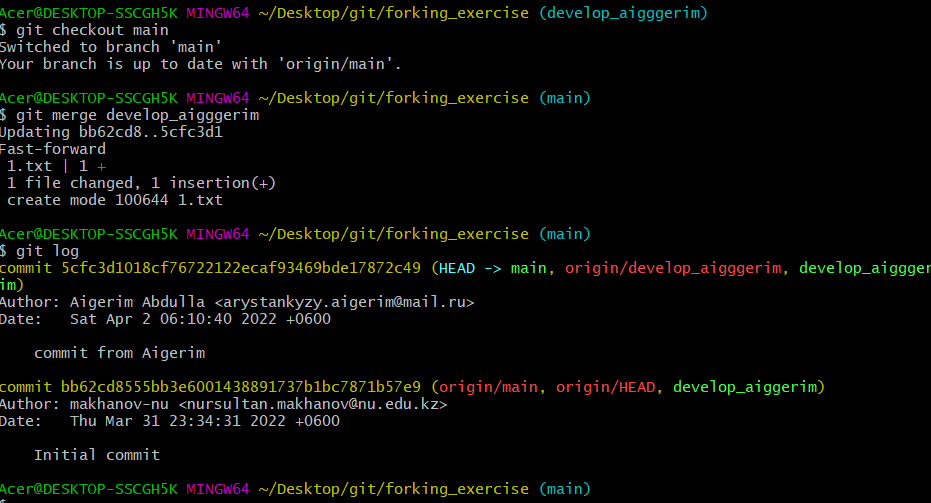 Acer@DESKTOP-SSCGH5K MINGW64 ~/Desktop/git/forking_exercise (develop_aigggerim)
$ git checkout main
Switched to branch 'main'
Your branch is up to date with 'origin/main'.

Acer@DESKTOP-SSCGH5K MINGW64 ~/Desktop/git/forking_exercise (main)
$ git merge develop_aigggerim
Updating bb62cd8..5cfc3d1
Fast-forward
 1.txt | 1 +
 1 file changed, 1 insertion(+)
 create mode 100644 1.txt

Acer@DESKTOP-SSCGH5K MINGW64 ~/Desktop/git/forking_exercise (main)
$ git log
commit 5cfc3d1018cf76722122ecaf93469bde17872c49 (HEAD -> main, origin/develop_aigggerim, develop_aiggger
im)
Author: Aigerim Abdulla <arystankyzy.aigerim@mail.ru>
Date:   Sat Apr 2 06:10:40 2022 +0600

    commit from Aigerim

commit bb62cd8555bb3e6001438891737b1bc7871b57e9 (origin/main, origin/HEAD, develop_aiggerim)
Author: makhanov-nu <nursultan.makhanov@nu.edu.kz>
Date:   Thu Mar 31 23:34:31 2022 +0600

    Initial commit

Acer@DESKTOP-SSCGH5K MINGW64 ~/Desktop/git/forking_exercise (main)
$